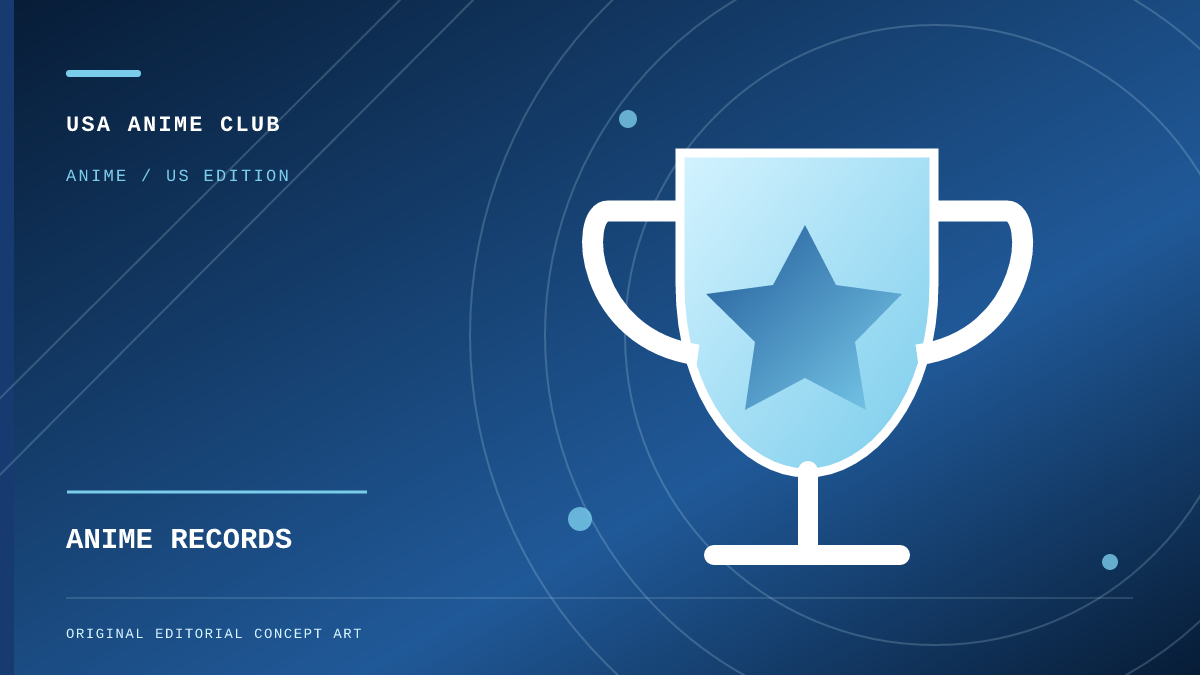 USA ANIME CLUB
ANIME / US EDITION
ANIME RECORDS
ORIGINAL EDITORIAL CONCEPT ART